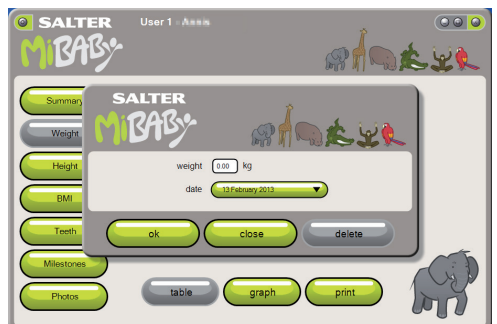 SALTER
User 1 - Annis
MiBABy
Summary
Weight
Height
BMI
Teeth
Milestones
Photos
SALTER
MiBABy
weight 0.00 kg
date 13 February 2013
ok close delete
table graph print